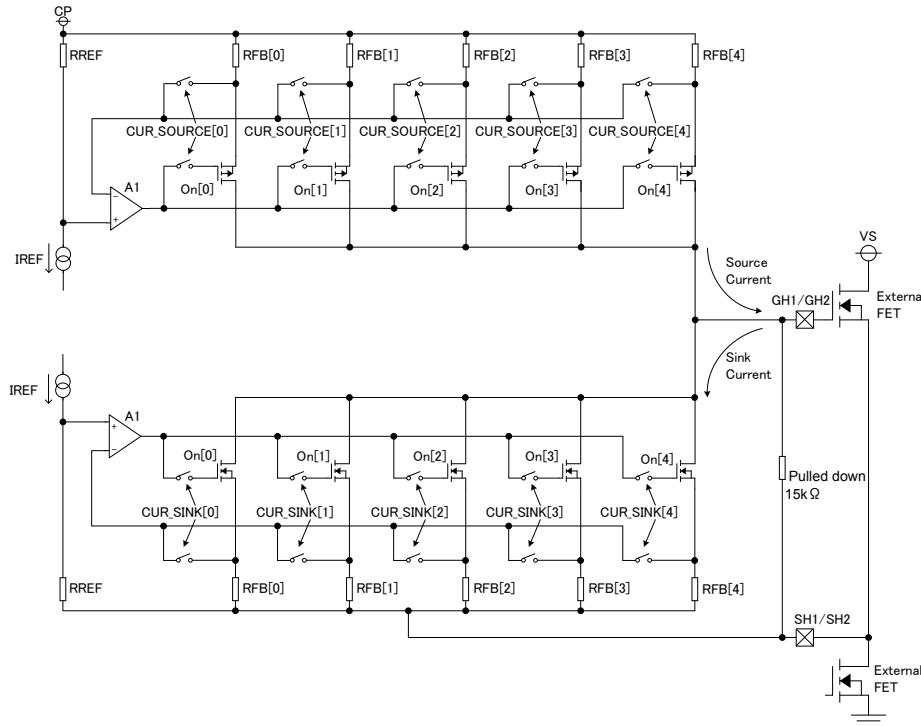 CP
RREF
RFB[0]
RFB[1]
RFB[2]
RFB[3]
RFB[4]
CUR_SOURCE[0]
CUR_SOURCE[1]
CUR_SOURCE[2]
CUR_SOURCE[3]
CUR_SOURCE[4]
A1
On[0]
On[1]
On[2]
On[3]
On[4]
−
+
IREF
Source
Current
VS
GH1/GH2
External
FET
Sink
Current
IREF
A1
+
−
On[0]
On[1]
On[2]
On[3]
On[4]
Pulled down
15kΩ
CUR_SINK[0]
CUR_SINK[1]
CUR_SINK[2]
CUR_SINK[3]
CUR_SINK[4]
RREF
RFB[0]
RFB[1]
RFB[2]
RFB[3]
RFB[4]
SH1/SH2
External
FET